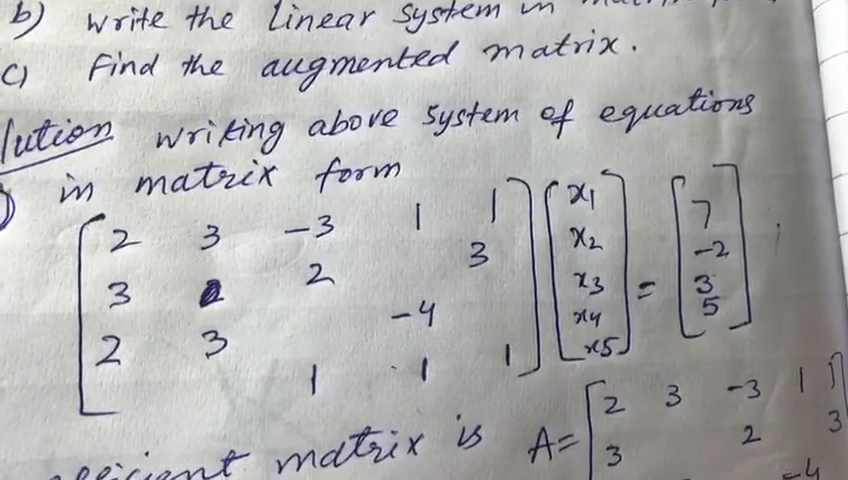 b) Write the linear system in
c) Find the augmented matrix.
lution writing above system of equations
in matrix form
[2 3 -3 1 1] [x1] = [7]
[3 2 3] [x2] [-2]
[2 3 -4] [x3] [3]
[1 1 1] [x4] [5]
[x5]
matrix is A= [2 3 -3 1 1]
[3 2 3]
-4